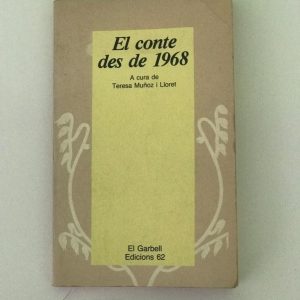 El conte
des de 1968
A cura de
Teresa Muñoz i Lloret
El Garbell
Edicions 62